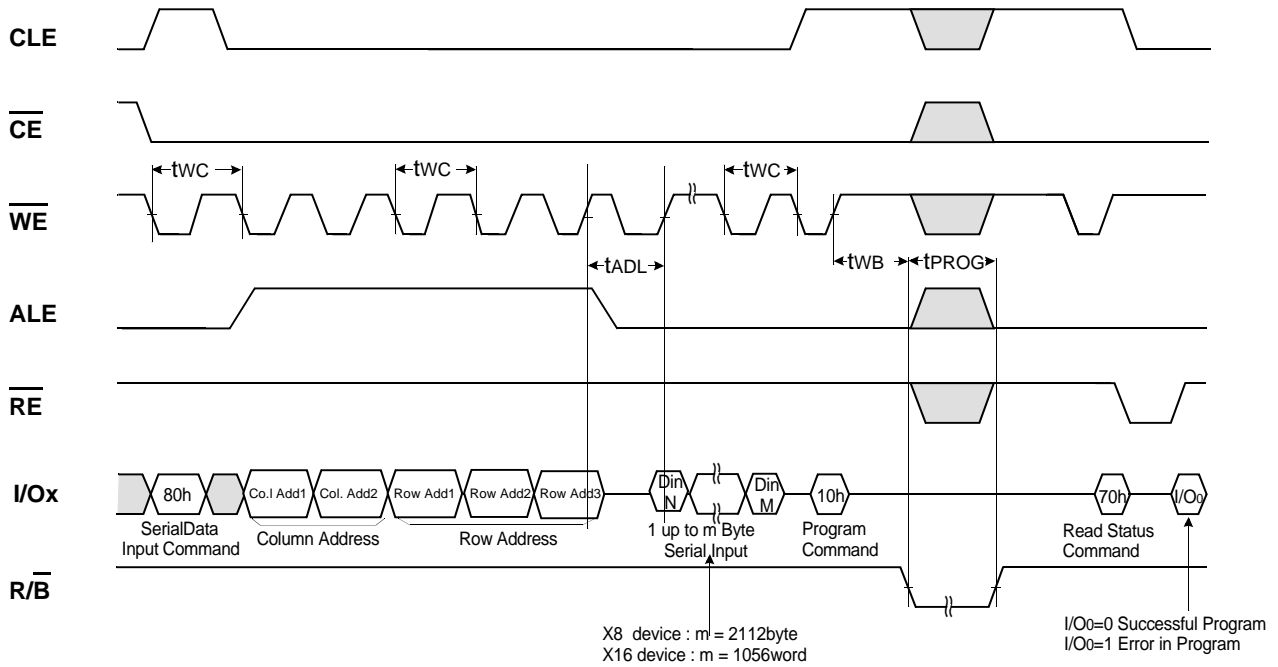 CLE
CE
tWC
tWC
tWC
WE
tADL
tWB
tPROG
ALE
RE
I/Ox
80h
Co.l Add1
Col. Add2
Row Add1
Row Add2
Row Add3
Din
N
Din
M
10h
70h
I/O0
SerialData
Input Command
Column Address
Row Address
1 up to m Byte
Serial Input
Program
Command
Read Status
Command
R/B
X8 device : m = 2112byte
X16 device : m = 1056word
I/O0=0 Successful Program
I/O0=1 Error in Program